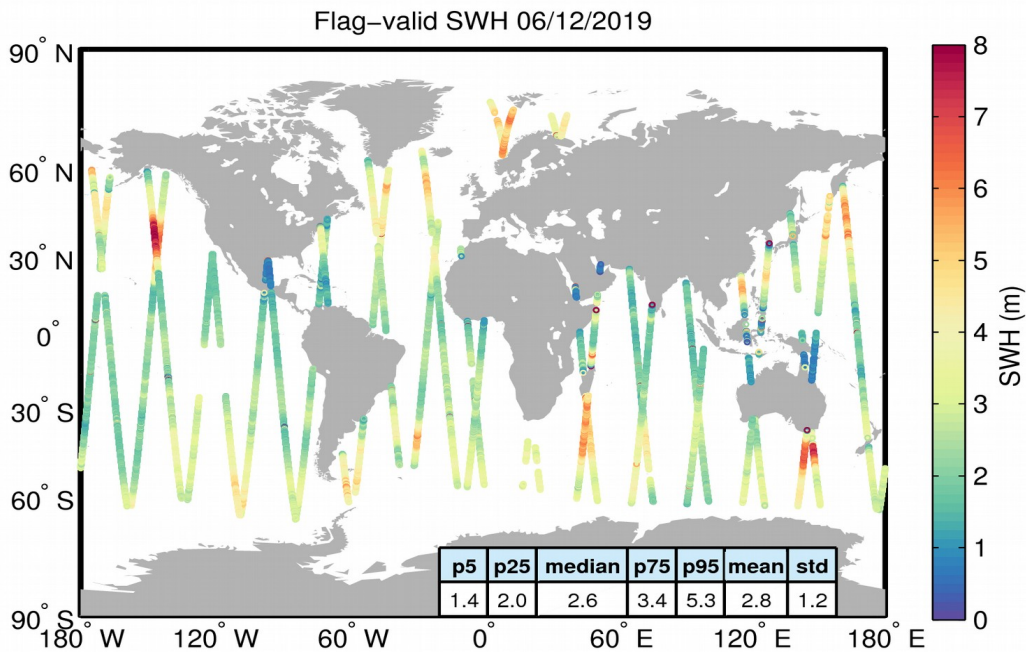 Flag−valid SWH 06/12/2019
90° N
60° N
30° N
0°
30° S
60° S
90° S
180° W
120° W
60° W
0°
60° E
120° E
180° E
8
7
6
5
4
3
2
1
0
SWH (m)
p5 p25 median p75 p95 mean std
1.4 2.0 2.6 3.4 5.3 2.8 1.2